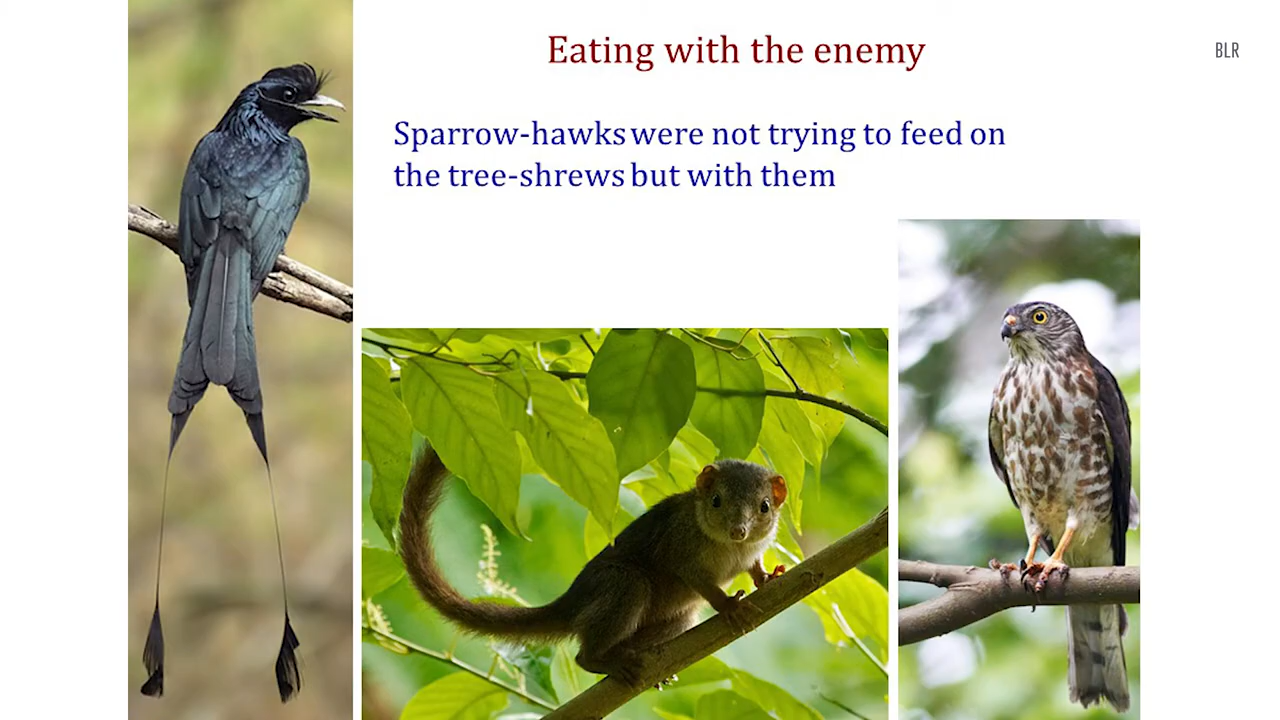 Eating with the enemy
BLR
Sparrow-hawks were not trying to feed on
the tree-shrews but with them